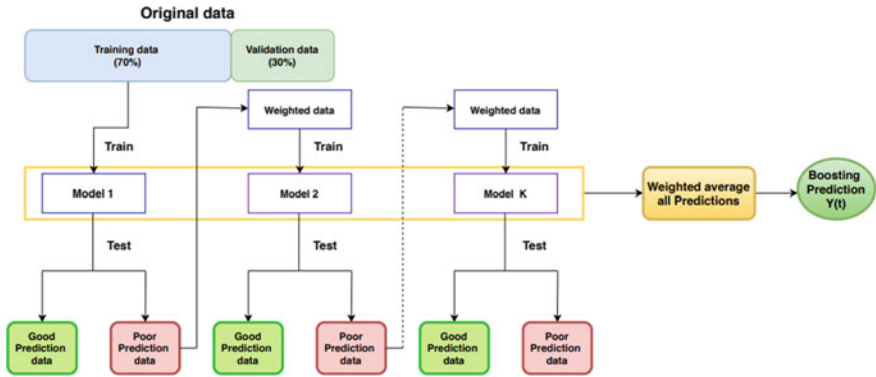 Original data
Training data
(70%)
Validation data
(30%)
Weighted data
Weighted data
Train
Train
Train
Model 1
Model 2
Model K
Weighted average
all Predictions
Boosting
Prediction
Y(t)
Test
Test
Test
Good
Prediction
data
Poor
Prediction
data
Good
Prediction
data
Poor
Prediction
data
Good
Prediction
data
Poor
Prediction
data